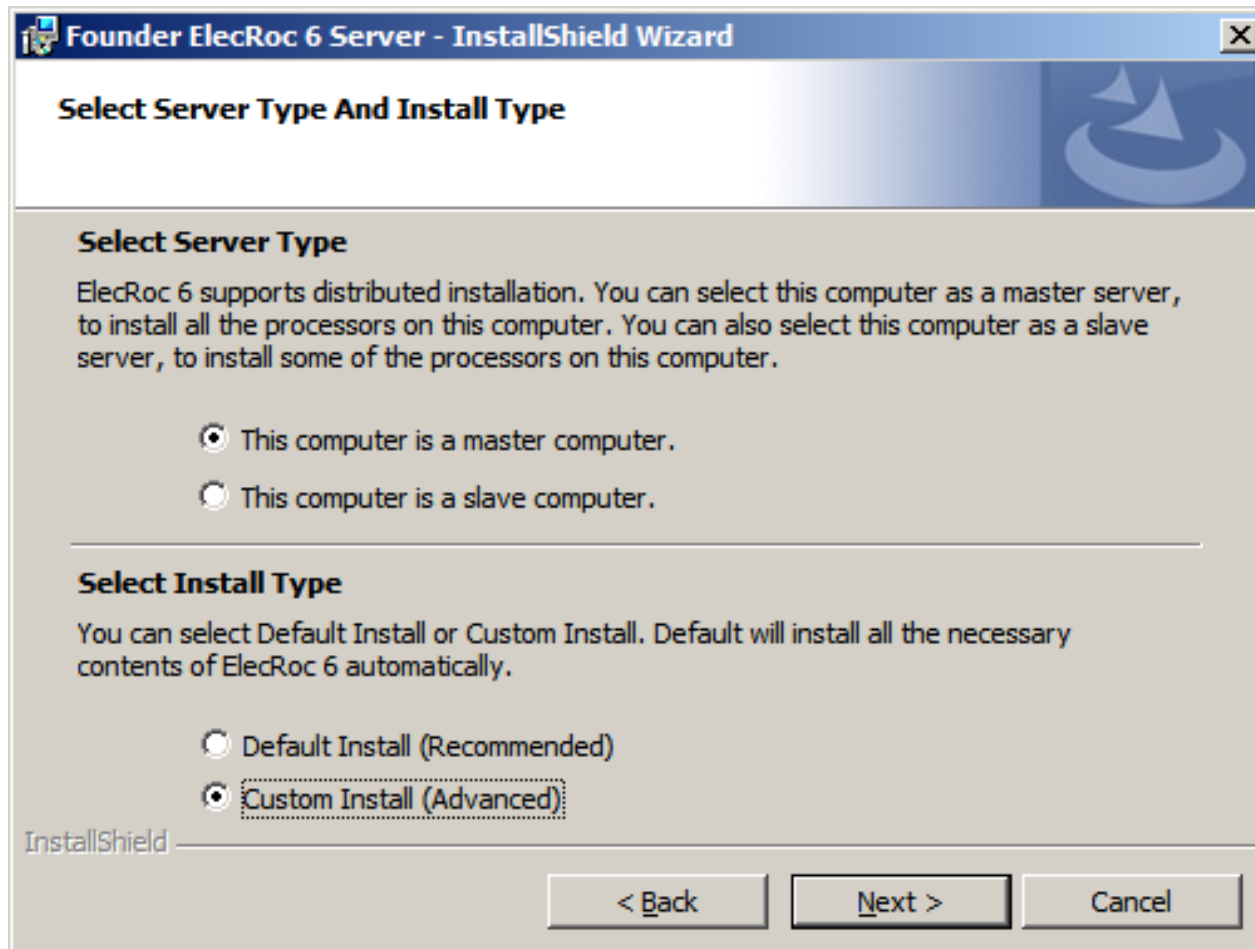 Founder ElecRoc 6 Server - InstallShield Wizard
Select Server Type And Install Type
Select Server Type
ElecRoc 6 supports distributed installation. You can select this computer as a master server,
to install all the processors on this computer. You can also select this computer as a slave
server, to install some of the processors on this computer.
This computer is a master computer.
This computer is a slave computer.
Select Install Type
You can select Default Install or Custom Install. Default will install all the necessary
contents of ElecRoc 6 automatically.
Default Install (Recommended)
Custom Install (Advanced)
InstallShield
< Back Next > Cancel